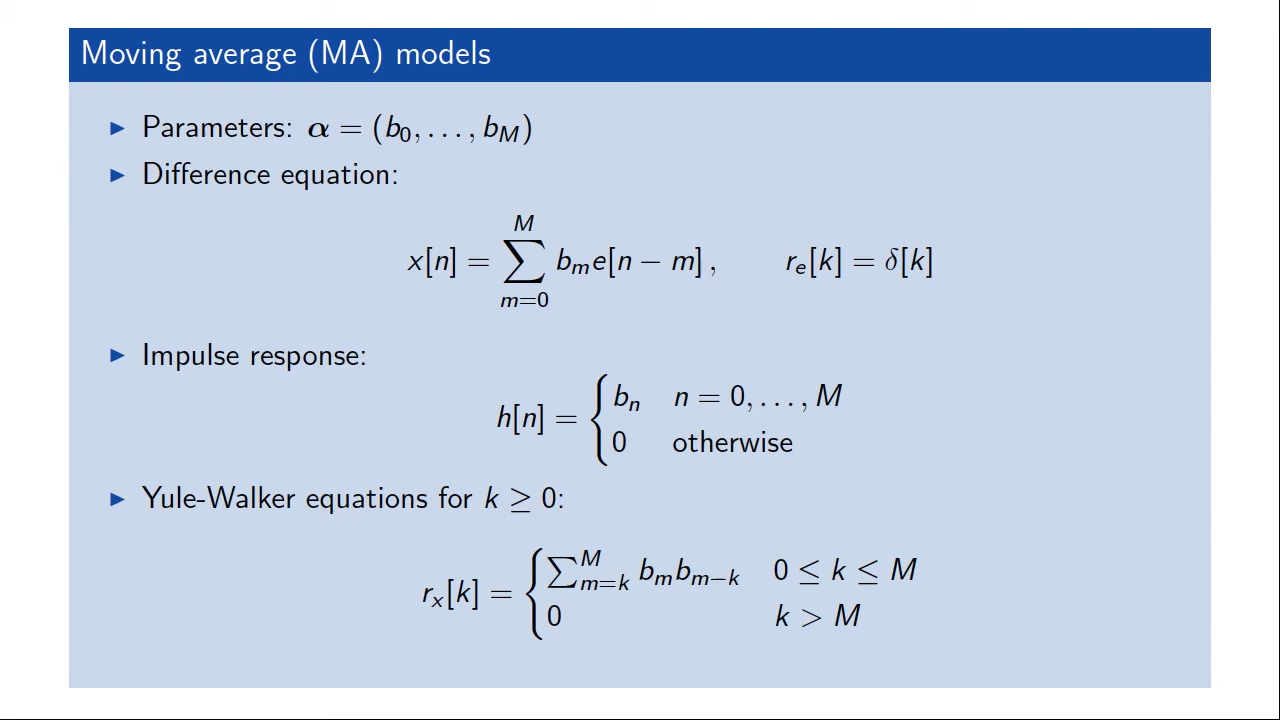 Moving average (MA) models
▶ Parameters: α = (b₀, . . . , b_M)
▶ Difference equation:
x[n] = ∑_{m=0}^{M} b_m e[n − m] ,   r_e[k] = δ[k]
▶ Impulse response:
h[n] = { b_n   n = 0, . . . , M
0   otherwise
▶ Yule-Walker equations for k ≥ 0:
r_x[k] = { ∑_{m=k}^{M} b_m b_{m−k}   0 ≤ k ≤ M
0   k > M